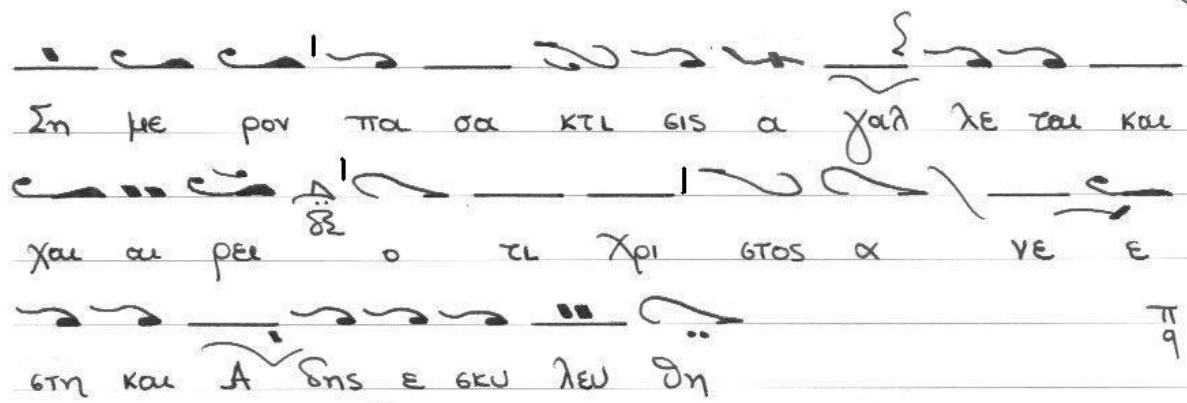 Ση με ρον πα σα κτι σις α γαλ λε ται και
χαι αι ρει ο τι Χρι στος α νε ε
στη και Α δης ε σκυ λευ θη